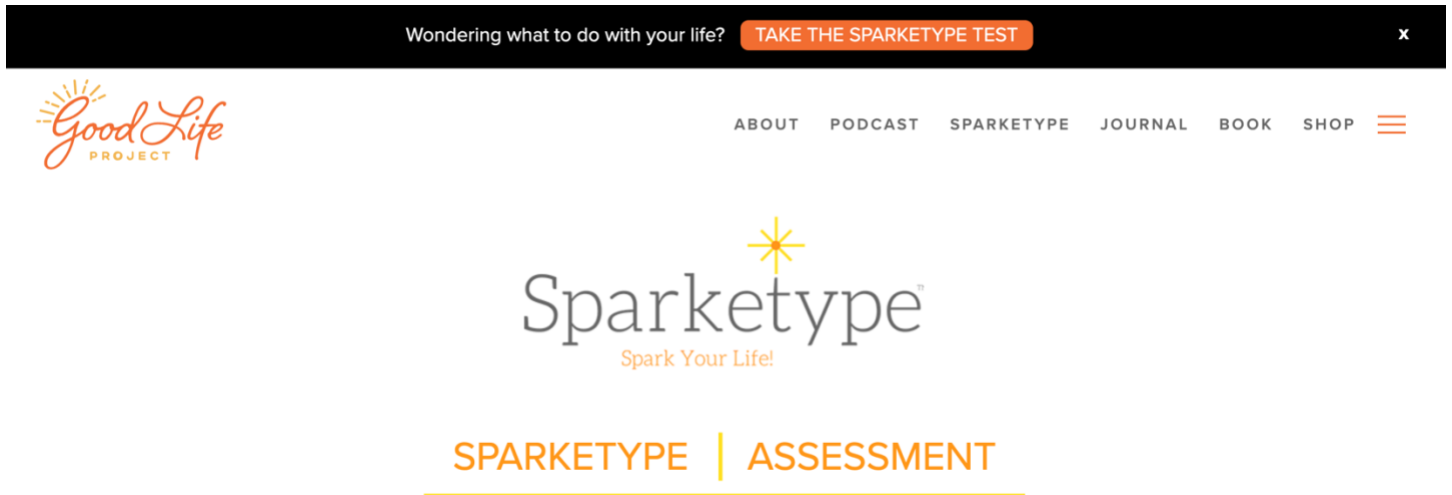 Wondering what to do with your life? TAKE THE SPARKETYPE TEST x
Good Life
PROJECT
ABOUT PODCAST SPARKETYPE JOURNAL BOOK SHOP
Sparketype™
Spark Your Life!
SPARKETYPE | ASSESSMENT